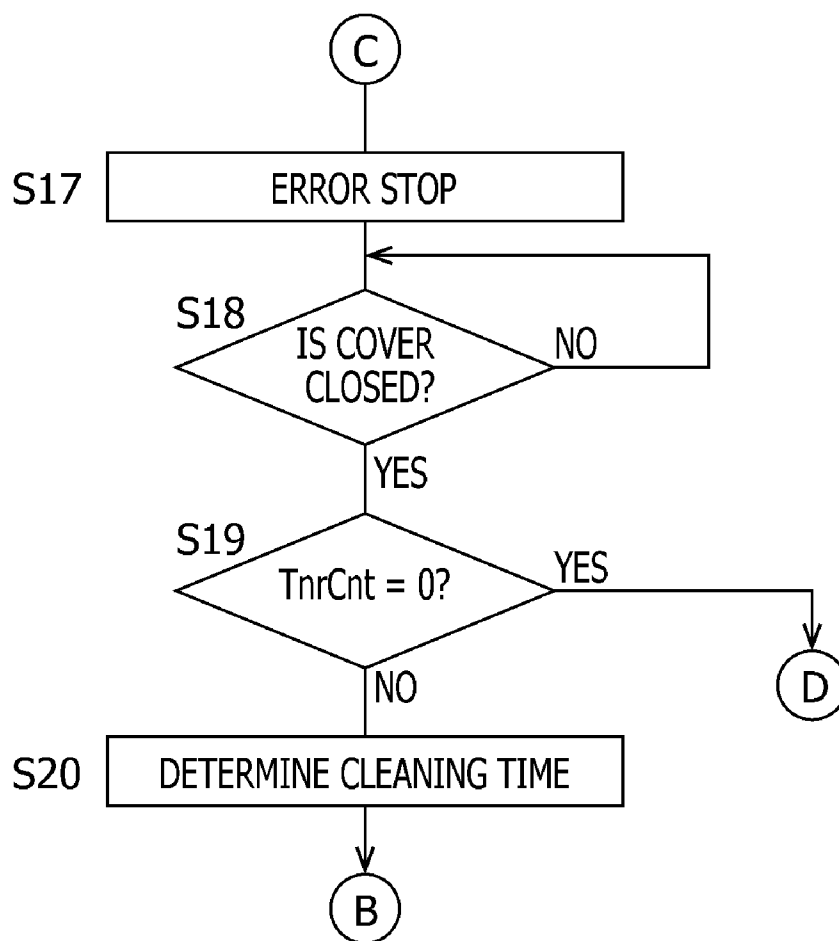 C
S17
ERROR STOP
S18
IS COVER
CLOSED?
NO
YES
S19
TnrCnt = 0?
YES
NO
D
S20
DETERMINE CLEANING TIME
B